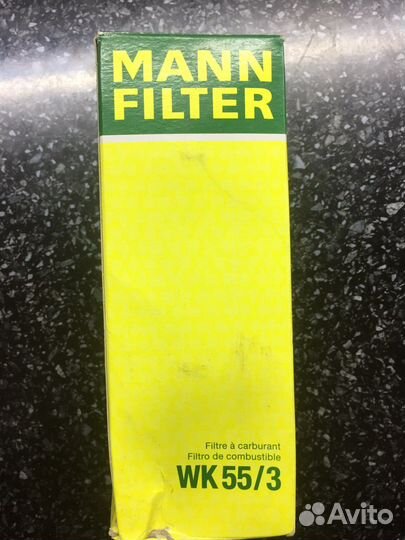 MANN
FILTER
Filtre à carburant
Filtro de combustible
WK 55/3
Avito